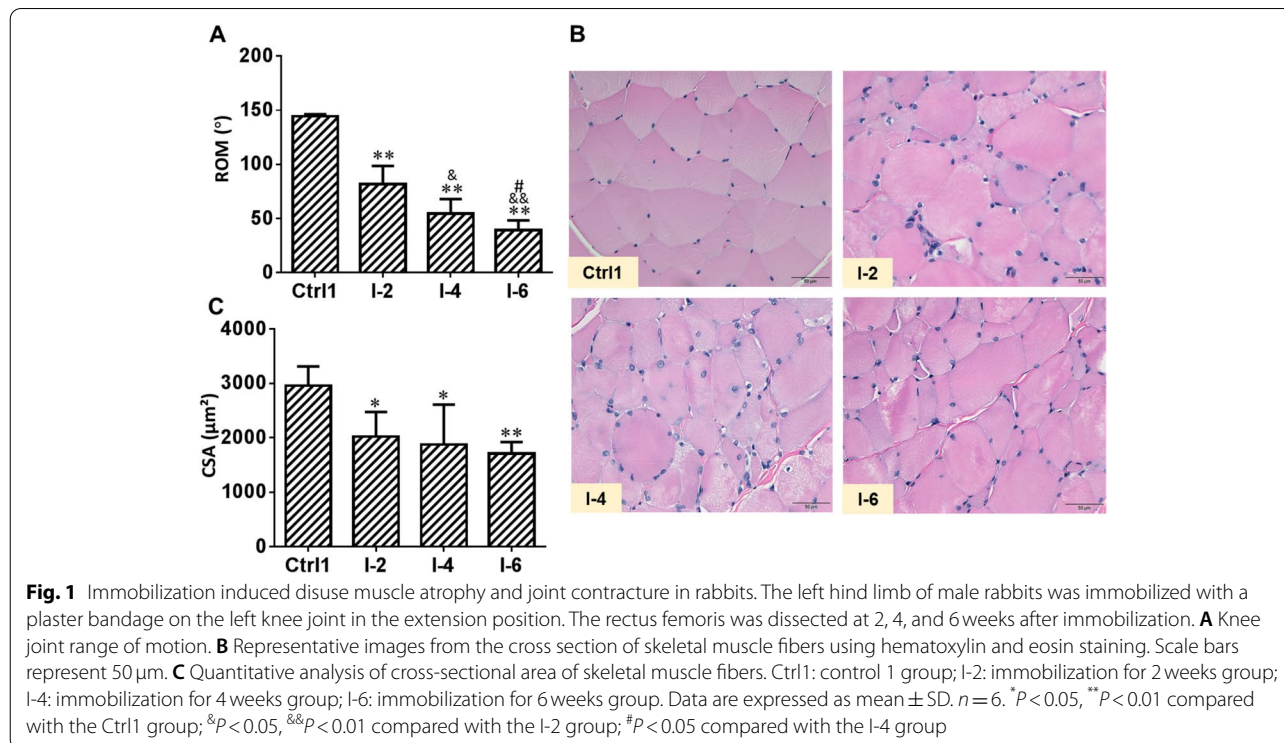 A
200
150
100
50
0
ROM (°)
**
&
**
#
&&
**
Ctrl1
I-2
I-4
I-6
B
Ctrl1
50 µm
I-2
50 µm
I-4
50 µm
I-6
50 µm
C
4000
3000
2000
1000
0
CSA (µm²)
*
*
**
Ctrl1
I-2
I-4
I-6
Fig. 1 Immobilization induced disuse muscle atrophy and joint contracture in rabbits. The left hind limb of male rabbits was immobilized with a
plaster bandage on the left knee joint in the extension position. The rectus femoris was dissected at 2, 4, and 6 weeks after immobilization. A Knee
joint range of motion. B Representative images from the cross section of skeletal muscle fibers using hematoxylin and eosin staining. Scale bars
represent 50 µm. C Quantitative analysis of cross-sectional area of skeletal muscle fibers. Ctrl1: control 1 group; I-2: immobilization for 2 weeks group;
I-4: immobilization for 4 weeks group; I-6: immobilization for 6 weeks group. Data are expressed as mean ± SD. n = 6. *P < 0.05, **P < 0.01 compared
with the Ctrl1 group; &P < 0.05, &&P < 0.01 compared with the I-2 group; #P < 0.05 compared with the I-4 group